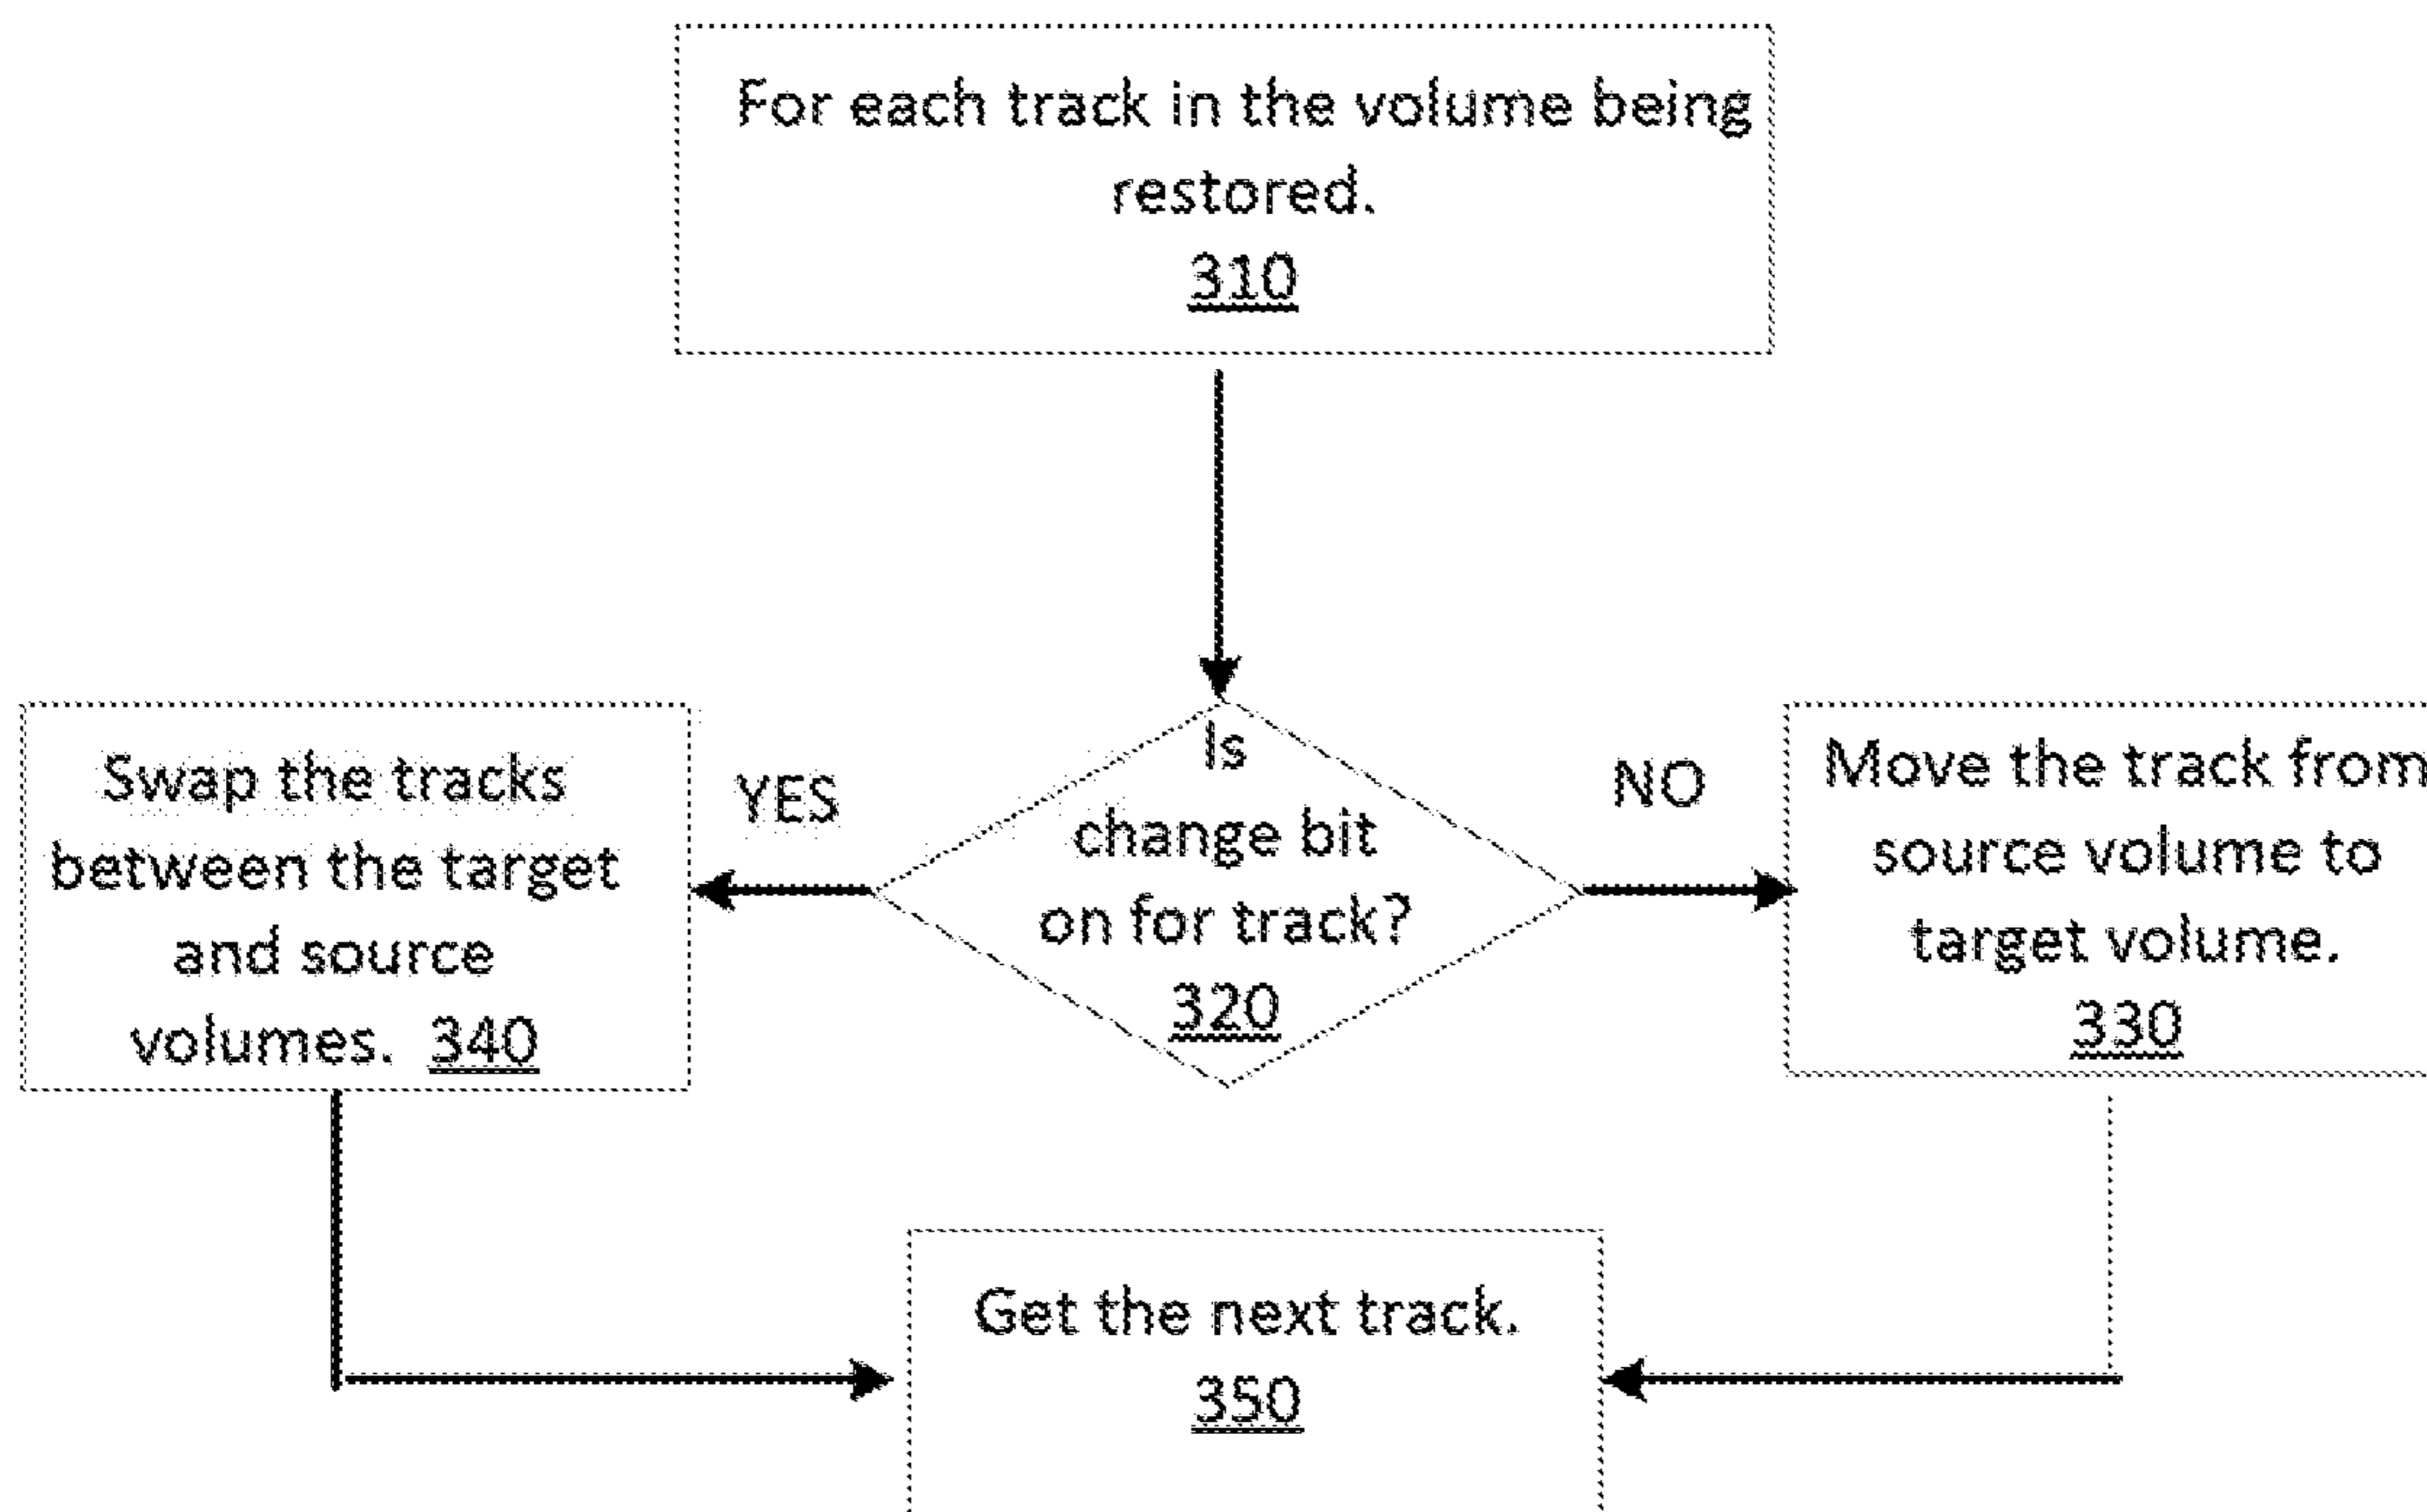 For each track in the volume being
restored.
310
Is
change bit
on for track?
320
YES
NO
Swap the tracks
between the target
and source
volumes. 340
Move the track from
source volume to
target volume.
330
Get the next track.
350